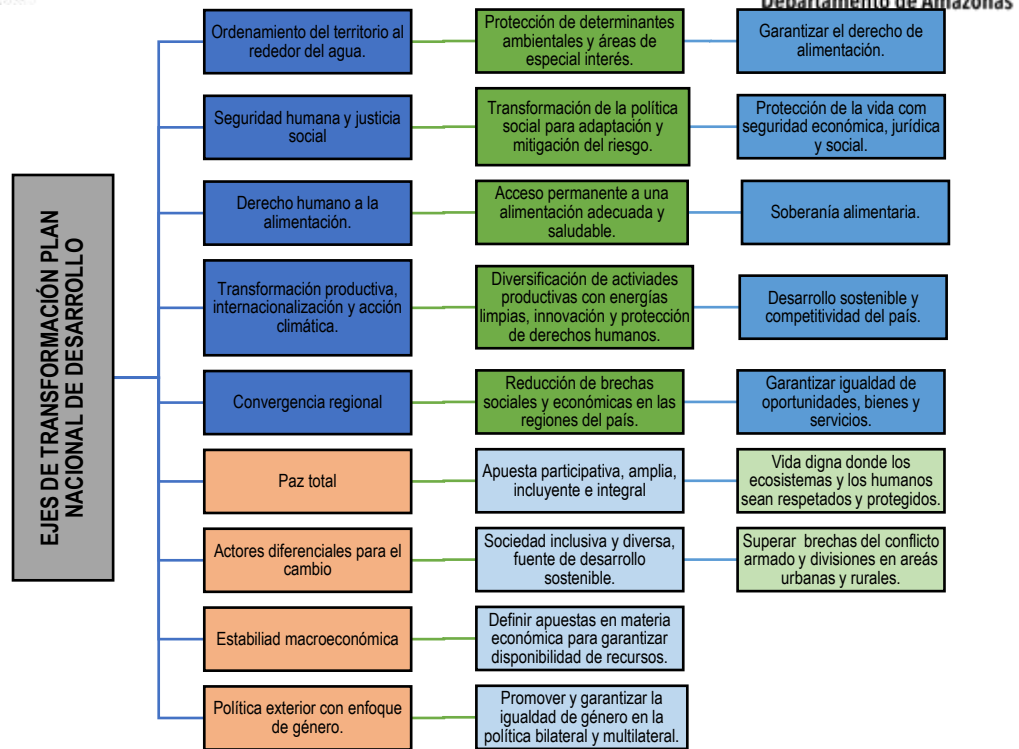 Departamento de Amazonas
EJES DE TRANSFORMACIÓN PLAN
NACIONAL DE DESARROLLO
Ordenamiento del territorio al
rededor del agua.
Protección de determinantes
ambientales y áreas de
especial interés.
Garantizar el derecho de
alimentación.
Seguridad humana y justicia
social
Transformación de la política
social para adaptación y
mitigación del riesgo.
Protección de la vida com
seguridad económica, jurídica
y social.
Derecho humano a la
alimentación.
Acceso permanente a una
alimentación adecuada y
saludable.
Soberanía alimentaria.
Transformación productiva,
internacionalización y acción
climática.
Diversificación de activiades
productivas con energías
limpias, innovación y protección
de derechos humanos.
Desarrollo sostenible y
competitividad del país.
Convergencia regional
Reducción de brechas
sociales y económicas en las
regiones del país.
Garantizar igualdad de
oportunidades, bienes y
servicios.
Paz total
Apuesta participativa, amplia,
incluyente e integral
Vida digna donde los
ecosistemas y los humanos
sean respetados y protegidos.
Actores diferenciales para el
cambio
Sociedad inclusiva y diversa,
fuente de desarrollo
sostenible.
Superar brechas del conflicto
armado y divisiones en areás
urbanas y rurales.
Estabiliad macroeconómica
Definir apuestas en materia
económica para garantizar
disponibilidad de recursos.
Política exterior con enfoque
de género.
Promover y garantizar la
igualdad de género en la
política bilateral y multilateral.